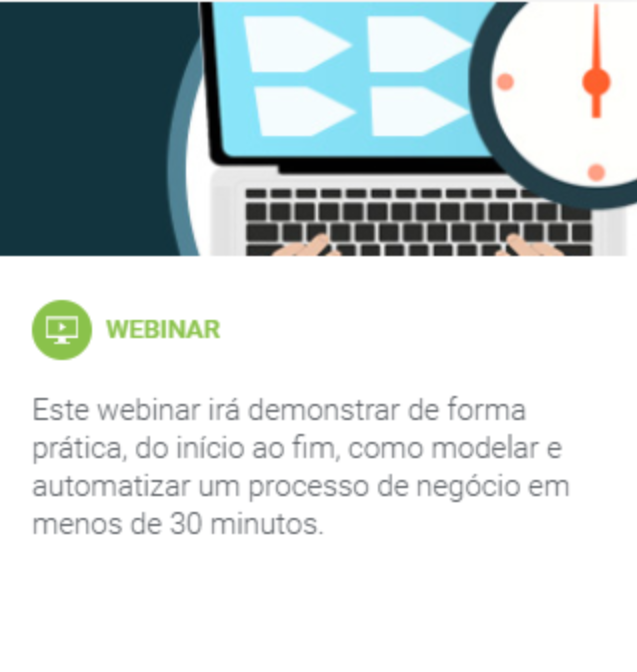 WEBINAR
Este webinar irá demonstrar de forma
prática, do início ao fim, como modelar e
automatizar um processo de negócio em
menos de 30 minutos.